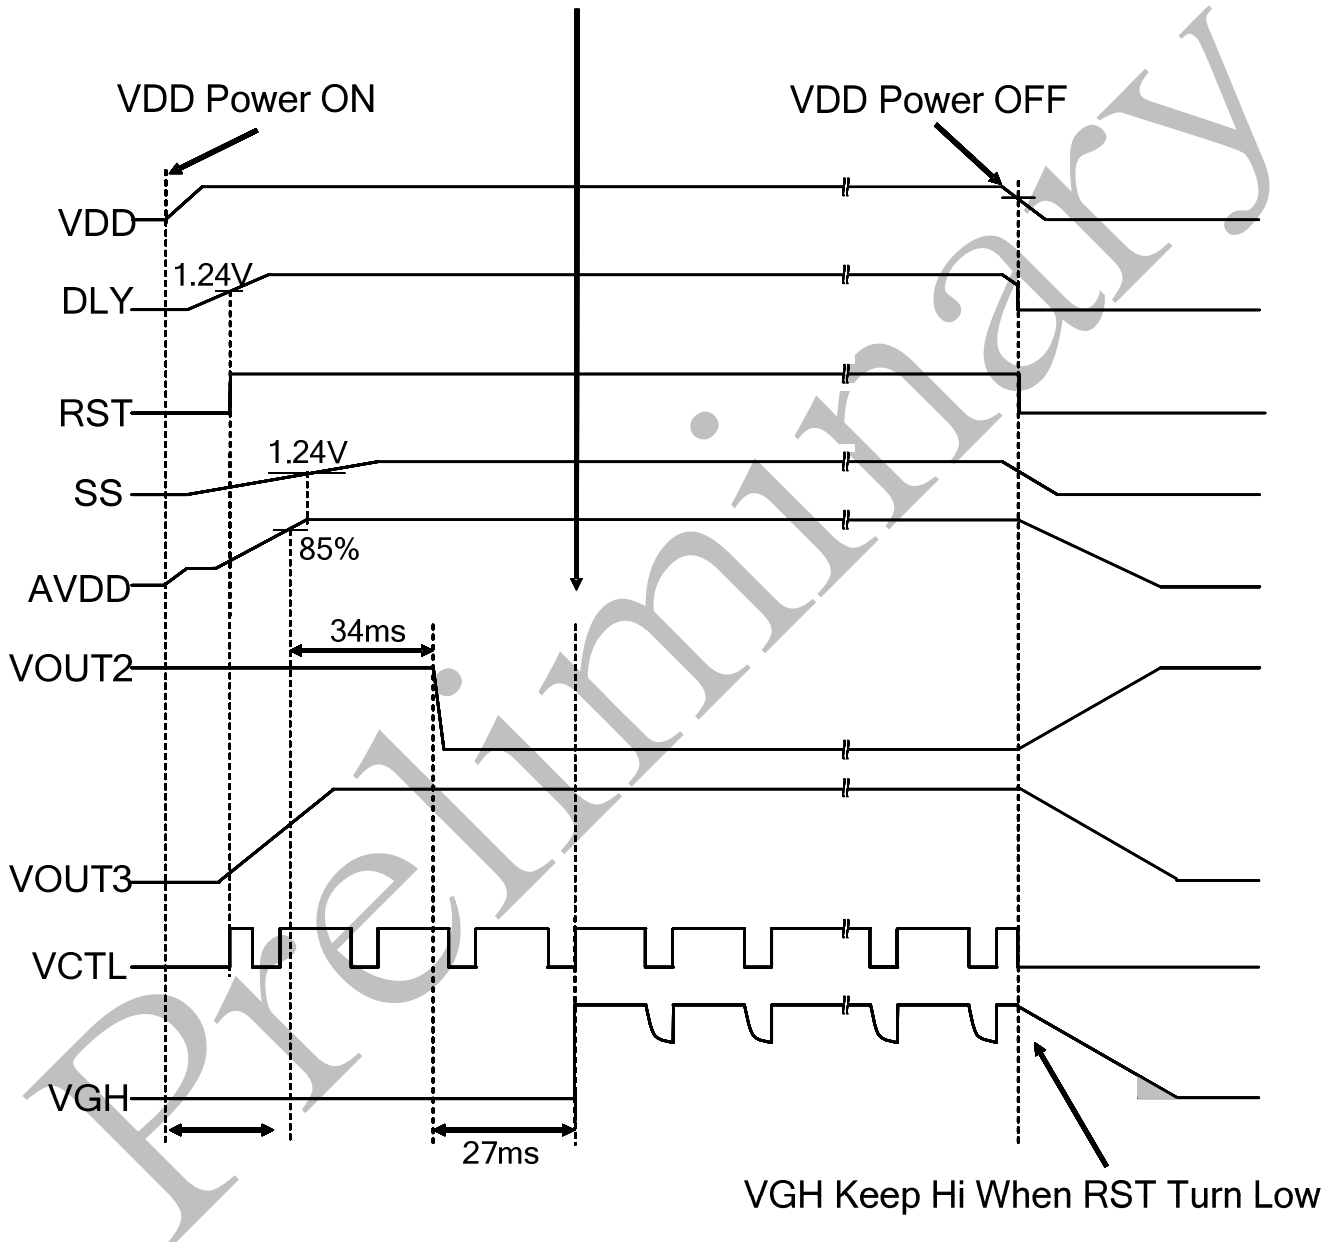 VDD Power ON
VDD Power OFF
VDD
1.24V
DLY
RST
1.24V
SS
85%
AVDD
34ms
VOUT2
VOUT3
VCTL
VGH
27ms
VGH Keep Hi When RST Turn Low
Preliminary